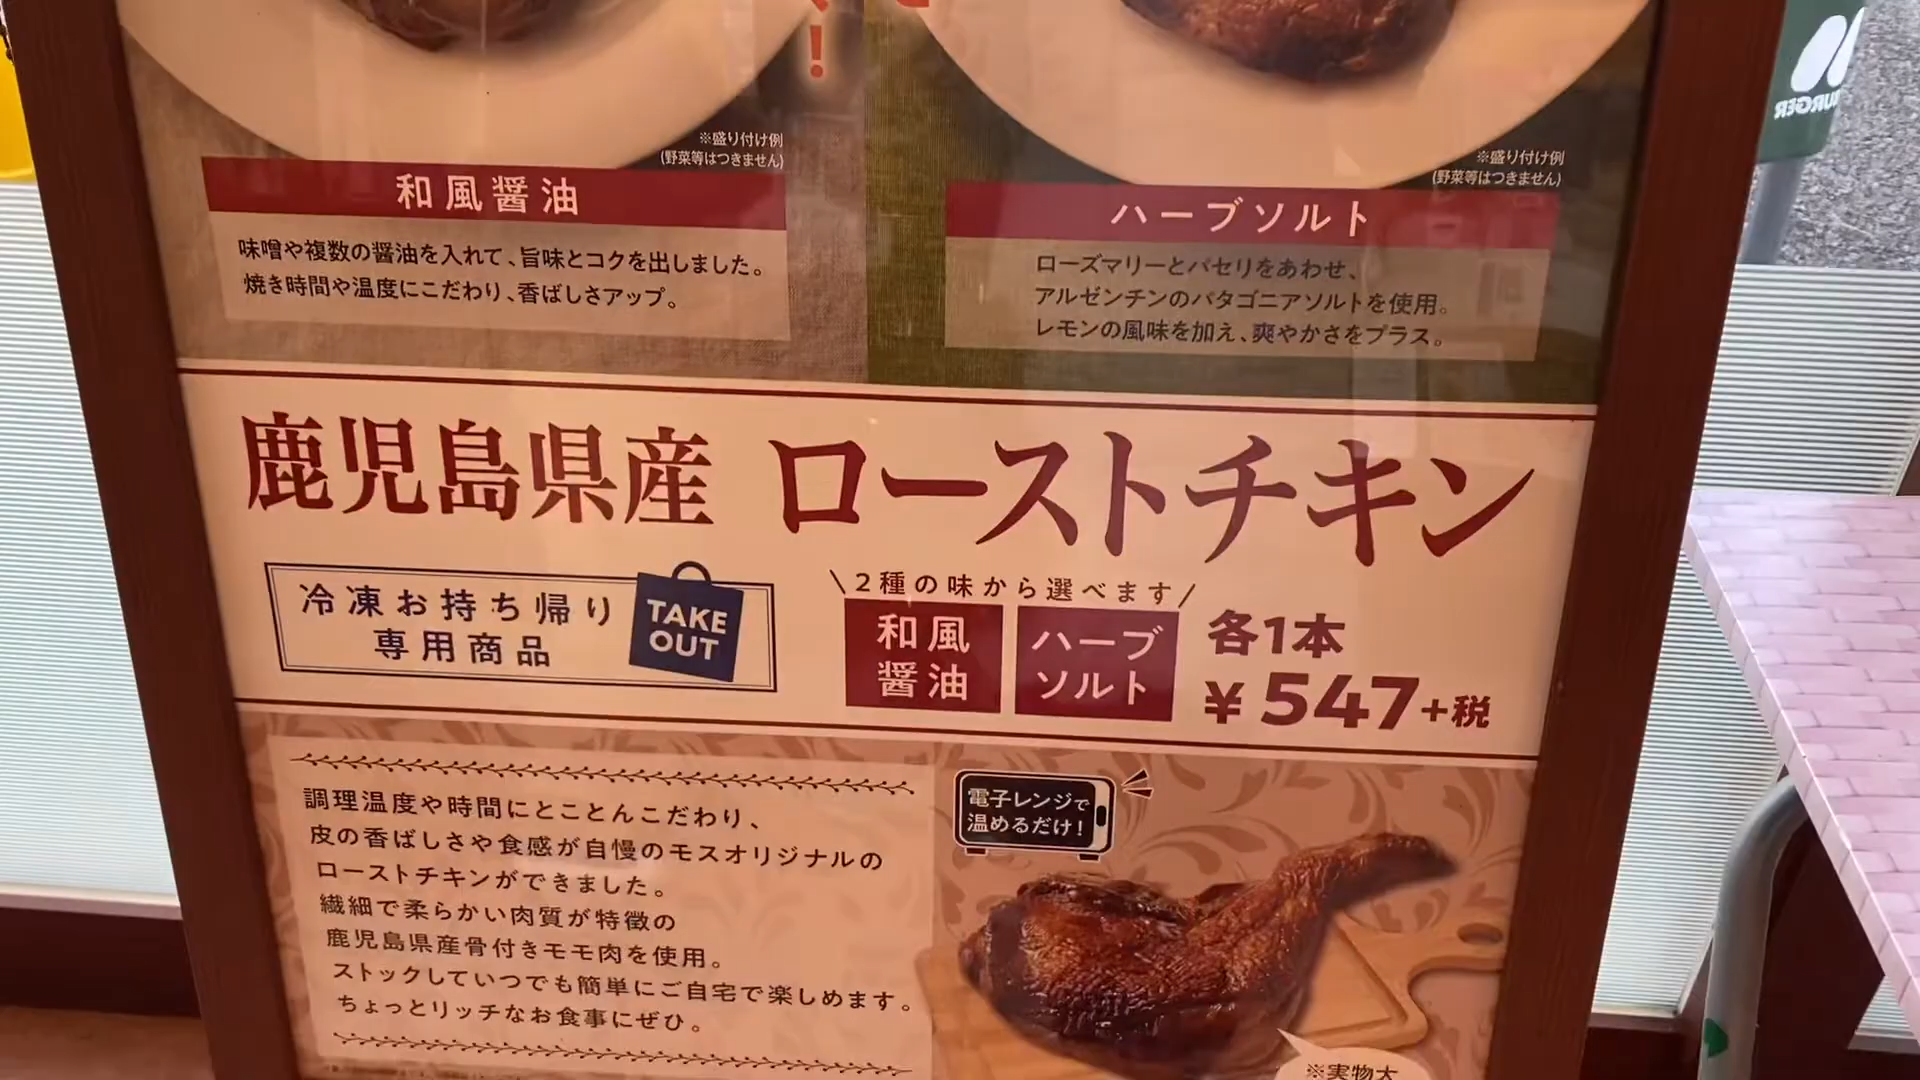 !
※盛り付け例
(野菜等はつきません)
和風醤油
味噌や複数の醤油を入れて、旨味とコクを出しました。
焼き時間や温度にこだわり、香ばしさアップ。
※盛り付け例
(野菜等はつきません)
ハーブソルト
ローズマリーとパセリをあわせ、
アルゼンチンのパタゴニアソルトを使用。
レモンの風味を加え、爽やかさをプラス。
鹿児島県産 ローストチキン
冷凍お持ち帰り
専用商品
TAKE
OUT
\2種の味から選べます/
和風
醤油
ハーブ
ソルト
各1本
¥547+税
調理温度や時間にとことんこだわり、
皮の香ばしさや食感が自慢のモスオリジナルの
ローストチキンができました。
繊細で柔らかい肉質が特徴の
鹿児島県産骨付きモモ肉を使用。
ストックしていつでも簡単にご自宅で楽しめます。
ちょっとリッチなお食事にぜひ。
電子レンジで
温めるだけ!
※実物大
BURGER